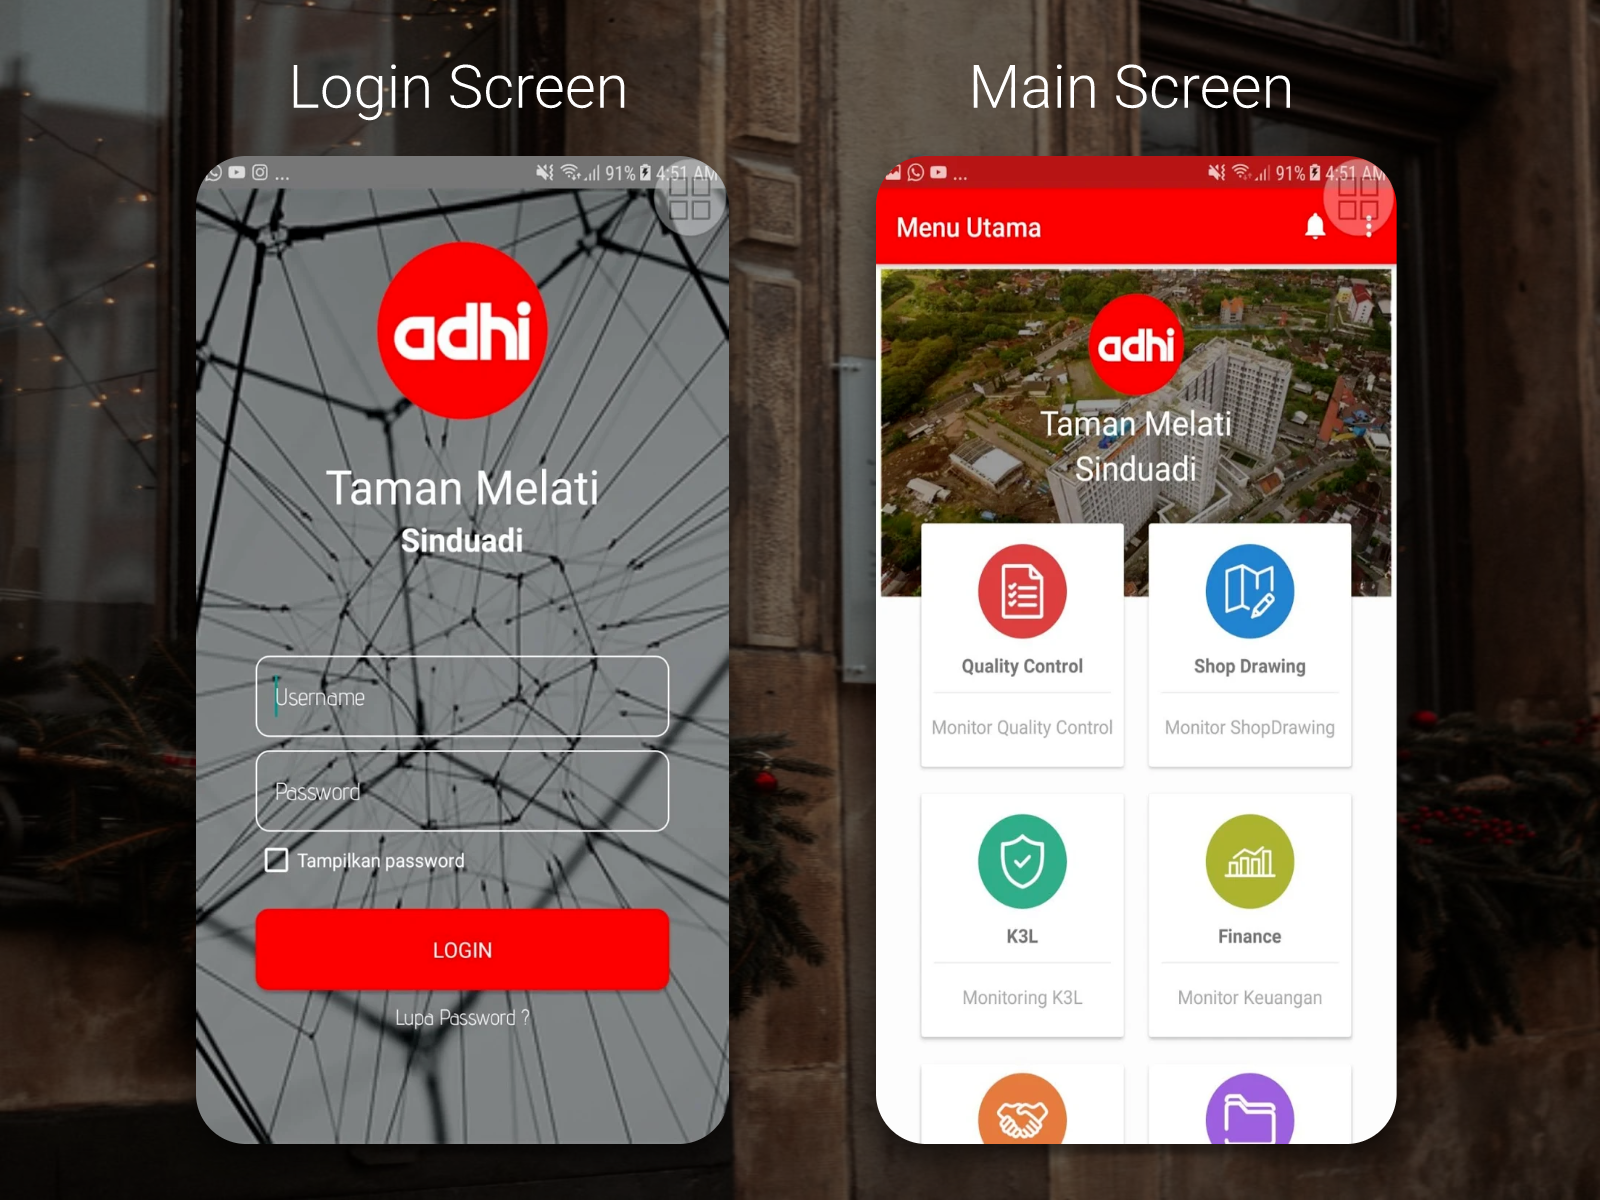 Login Screen
Main Screen
... 91% 4:51 AM
adhi
Taman Melati
Sinduadi
Username
Password
Tampilkan password
LOGIN
Lupa Password ?
... 91% 4:51 AM
Menu Utama
adhi
Taman Melati
Sinduadi
Quality Control
Monitor Quality Control
Shop Drawing
Monitor ShopDrawing
K3L
Monitoring K3L
Finance
Monitor Keuangan